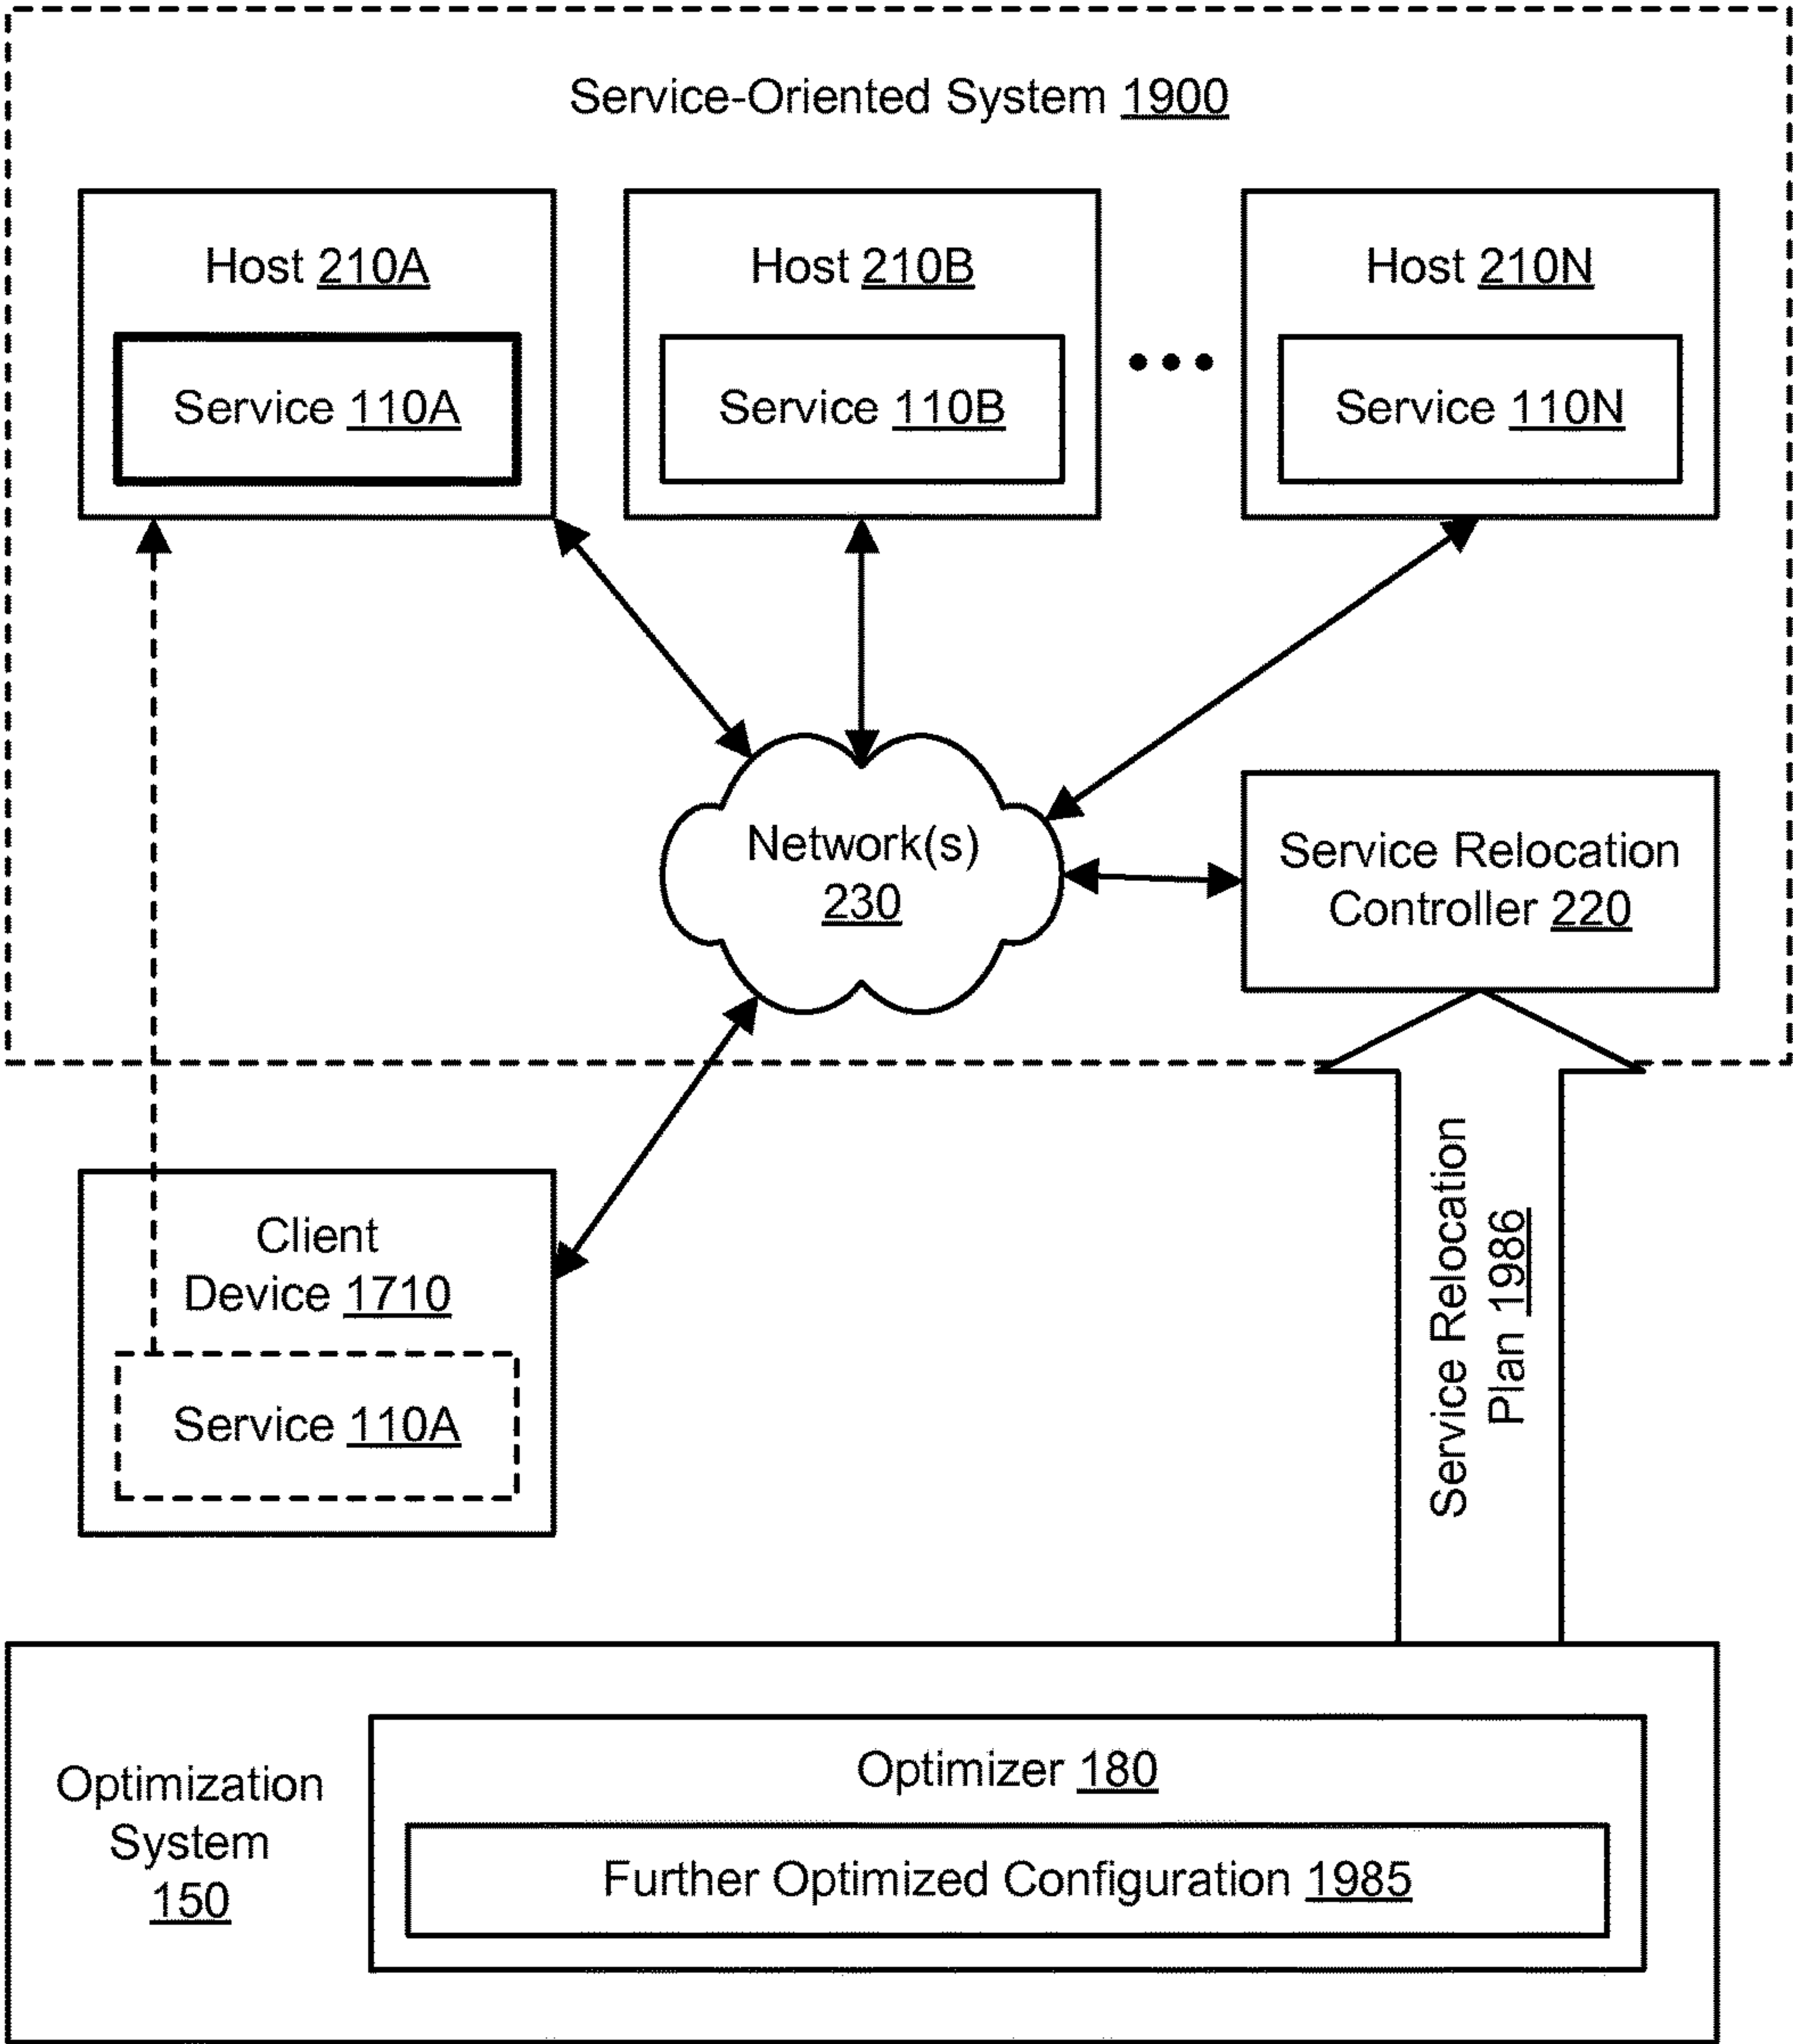 Service-Oriented System 1900
Host 210A
Service 110A
Host 210B
Service 110B
Host 210N
Service 110N
Network(s)
230
Service Relocation
Controller 220
Client
Device 1710
Service 110A
Service Relocation
Plan 1986
Optimization
System
150
Optimizer 180
Further Optimized Configuration 1985